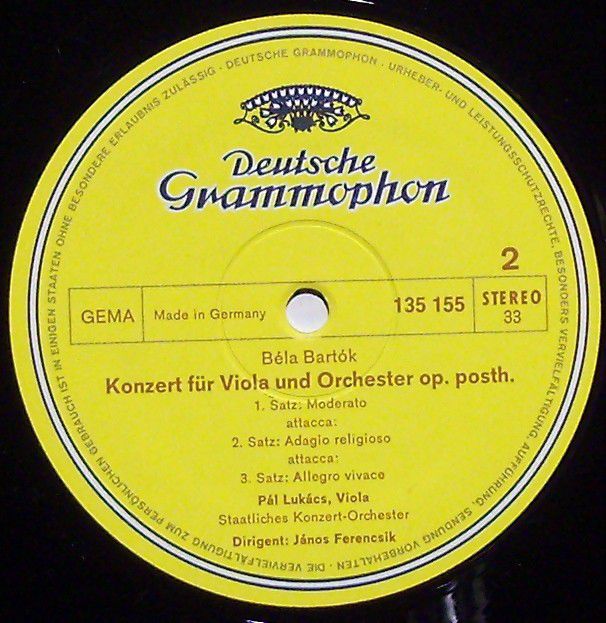 DEUTSCHE GRAMMOPHON · URHEBER- UND LEISTUNGSSCHUTZRECHTE, BESONDERS VERVIELFÄLTIGUNG, AUFFÜHRUNG, SENDUNG VORBEHALTEN · DIE VERVIELFÄLTIGUNG ZUM PERSÖNLICHEN GEBRAUCH IST IN EINIGEN STAATEN OHNE BESONDERE ERLAUBNIS ZULÄSSIG ·
Deutsche
Grammophon
2
GEMA Made in Germany 135 155 STEREO
33
Béla Bartók
Konzert für Viola und Orchester op. posth.
1. Satz: Moderato
attacca:
2. Satz: Adagio religioso
attacca:
3. Satz: Allegro vivace
Pál Lukács, Viola
Staatliches Konzert-Orchester
Dirigent: János Ferencsik